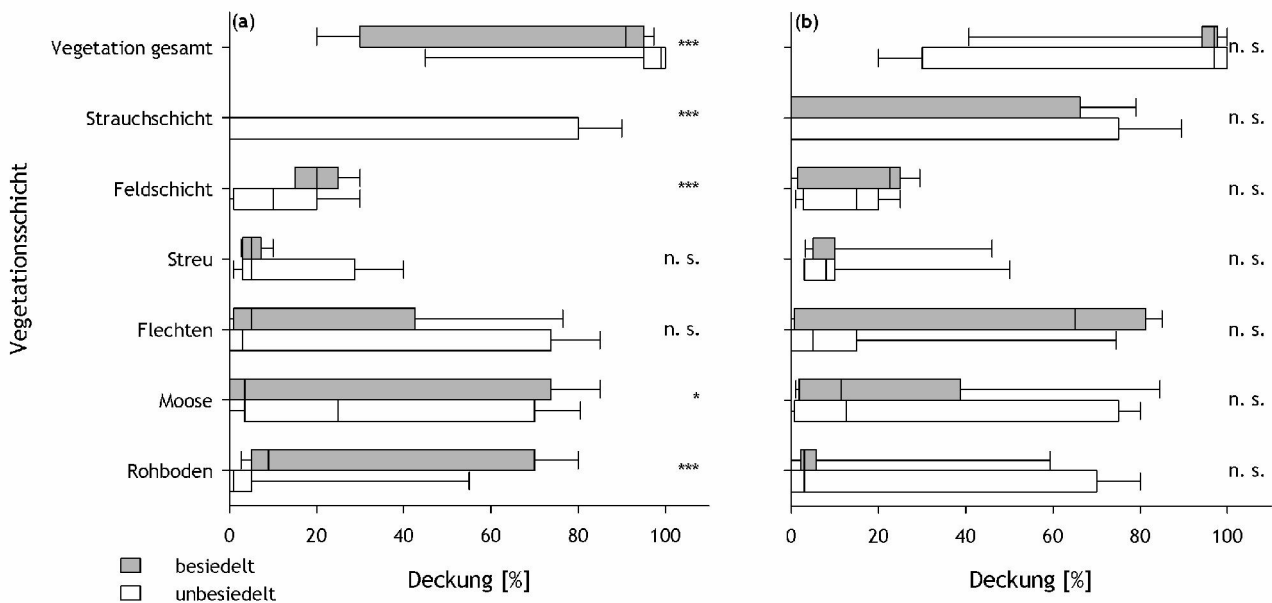 (a)
(b)
Vegetationsschicht
Vegetation gesamt *** n. s.
Strauchschicht *** n. s.
Feldschicht *** n. s.
Streu n. s. n. s.
Flechten n. s. n. s.
Moose * n. s.
Rohboden *** n. s.
0 20 40 60 80 100 0 20 40 60 80 100
Deckung [%] Deckung [%]
besiedelt
unbesiedelt